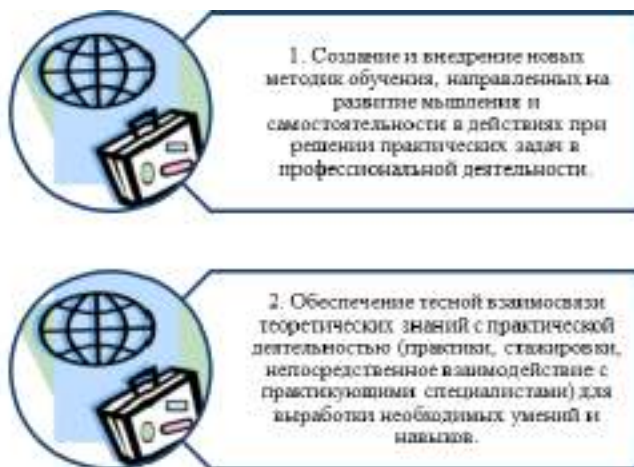 1. Создание и внедрение новых
методик обучения, направленных на
развитие мышления и
самостоятельности в действиях при
решении практических задач в
профессиональной деятельности.
2. Обеспечение тесной взаимосвязи
теоретических знаний с практической
деятельностью (практики, стажировки,
непосредственное взаимодействие с
практикующими специалистами) для
выработки необходимых умений и
навыков.